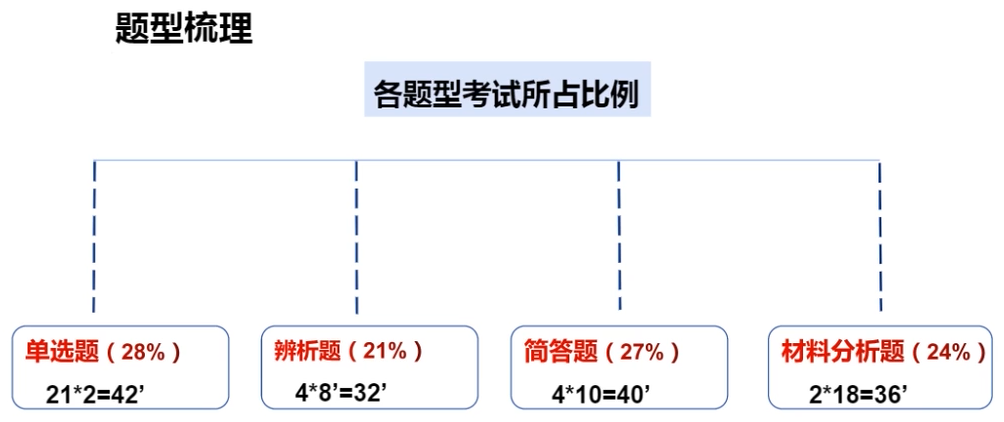 题型梳理
各题型考试所占比例
单选题（28%）
21*2=42’
辨析题（21%）
4*8’=32’
简答题（27%）
4*10=40’
材料分析题（24%）
2*18=36’